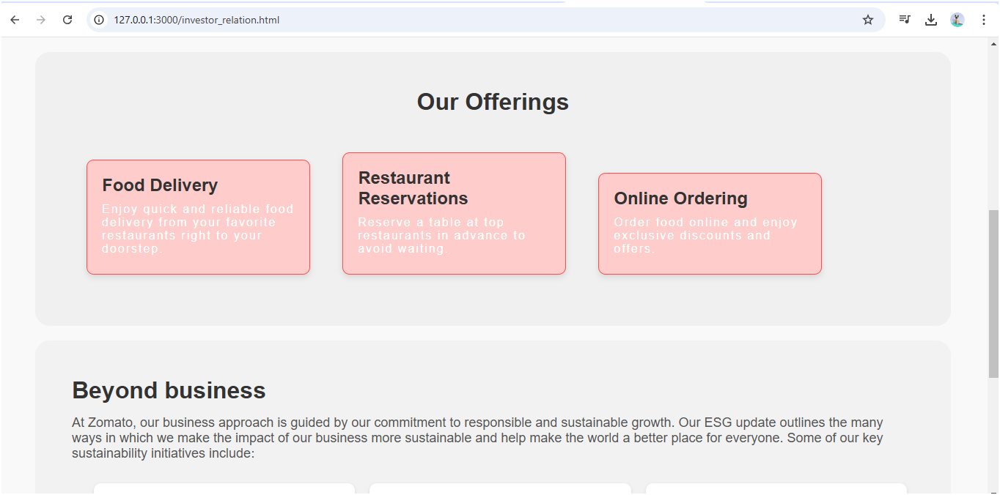 127.0.0.1:3000/investor_relation.html
Our Offerings
Food Delivery
Enjoy quick and reliable food
delivery from your favorite
restaurants right to your
doorstep.
Restaurant
Reservations
Reserve a table at top
restaurants in advance to
avoid waiting.
Online Ordering
Order food online and enjoy
exclusive discounts and
offers.
Beyond business
At Zomato, our business approach is guided by our commitment to responsible and sustainable growth. Our ESG update outlines the many
ways in which we make the impact of our business more sustainable and help make the world a better place for everyone. Some of our key
sustainability initiatives include: